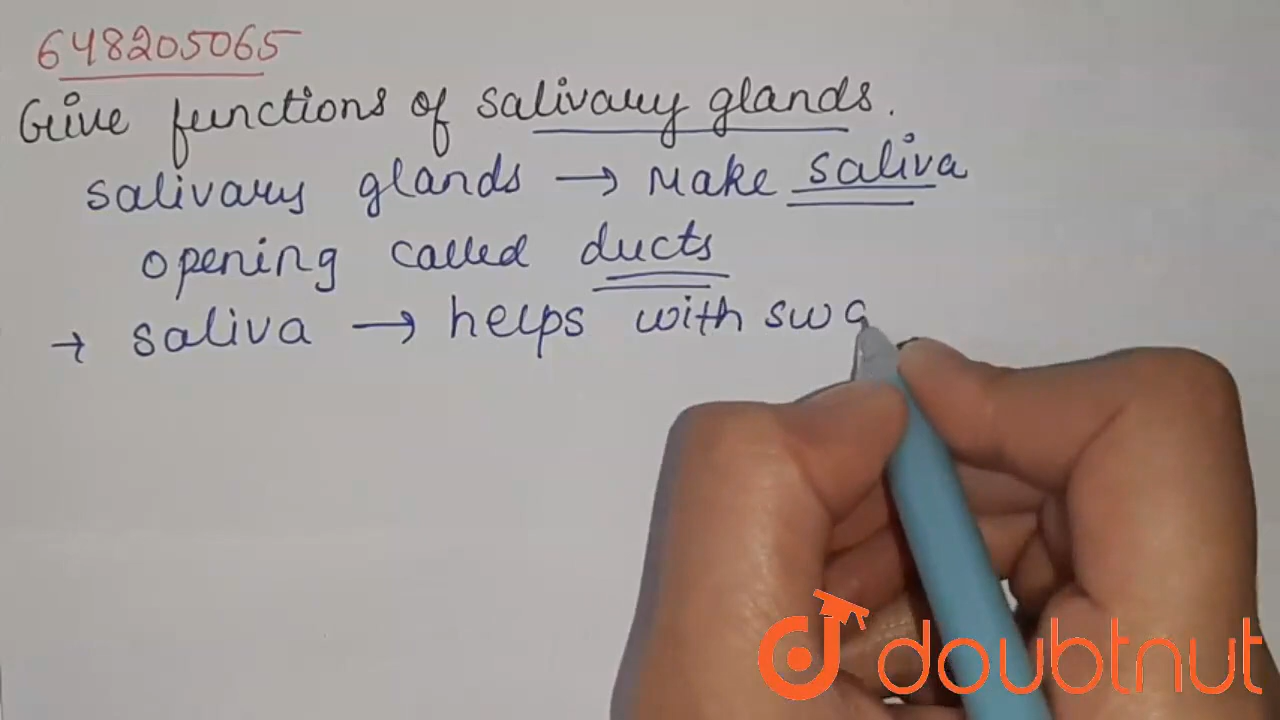 648205065
Give functions of salivary glands.
salivary glands → Make saliva
opening called ducts
→ saliva → helps with swa
doubtnut